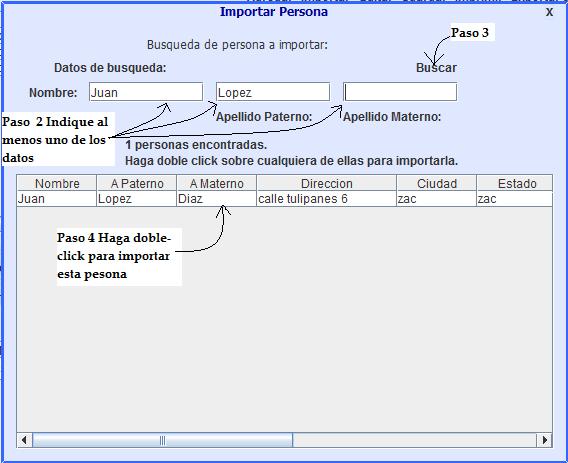 Importar Persona X
Busqueda de persona a importar:
Paso 3
Datos de busqueda: Buscar
Nombre: Juan Lopez
Apellido Paterno: Apellido Materno:
Paso 2 Indique al
menos uno de los
datos
1 personas encontradas.
Haga doble click sobre cualquiera de ellas para importarla.
Nombre A Paterno A Materno Direccion Ciudad Estado
Juan Lopez Diaz calle tulipanes 6 zac zac
Paso 4 Haga doble-
click para importar
esta pesona